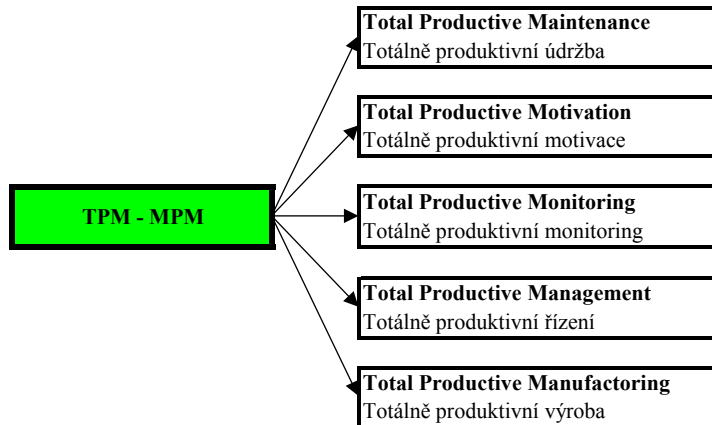 Total Productive Maintenance
Totálně produktivní údržba
Total Productive Motivation
Totálně produktivní motivace
TPM - MPM
Total Productive Monitoring
Totálně produktivní monitoring
Total Productive Management
Totálně produktivní řízení
Total Productive Manufactoring
Totálně produktivní výroba